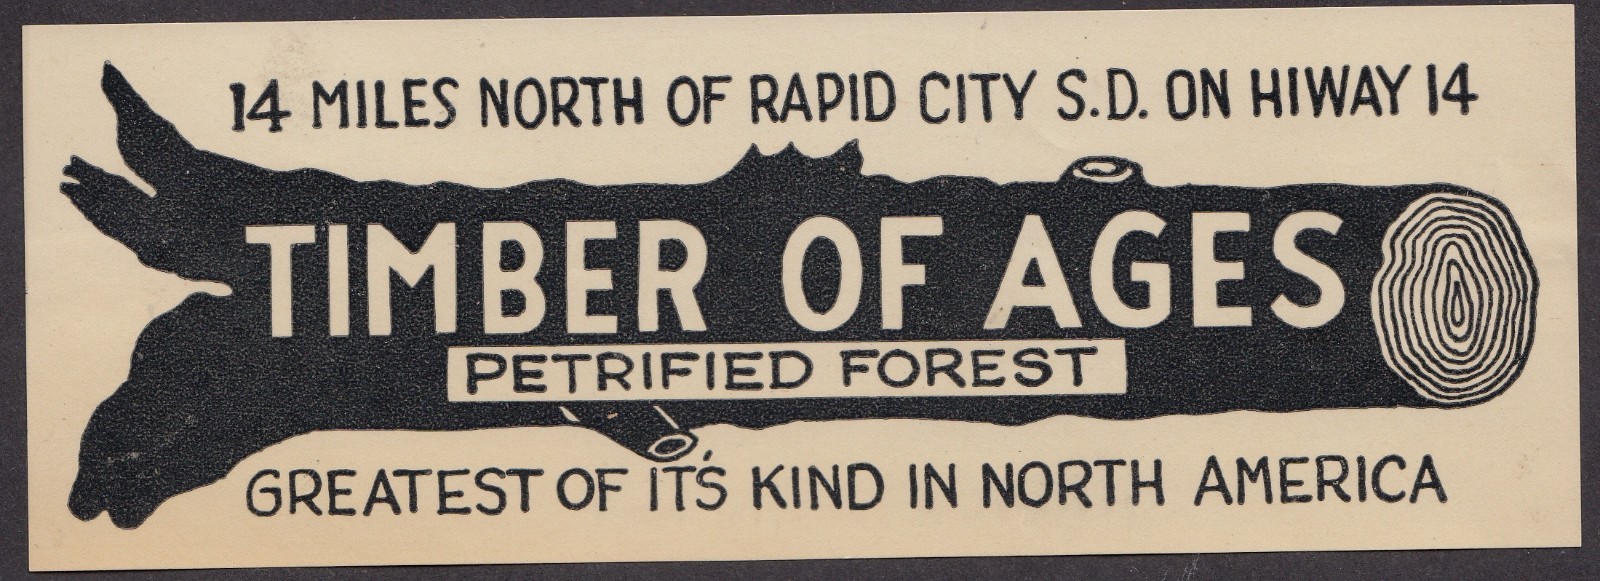 14 MILES NORTH OF RAPID CITY S.D. ON HIWAY 14
TIMBER OF AGES
PETRIFIED FOREST
GREATEST OF IT'S KIND IN NORTH AMERICA